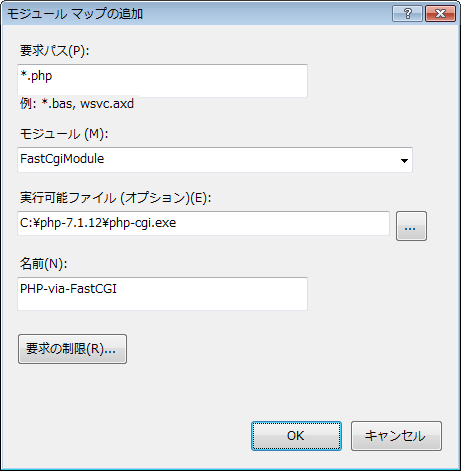 モジュール マップの追加
要求パス(P):
*.php
例: *.bas, wsvc.axd
モジュール (M):
FastCgiModule
実行可能ファイル (オプション)(E):
C:¥php-7.1.12¥php-cgi.exe
...
名前(N):
PHP-via-FastCGI
要求の制限(R)...
OK キャンセル